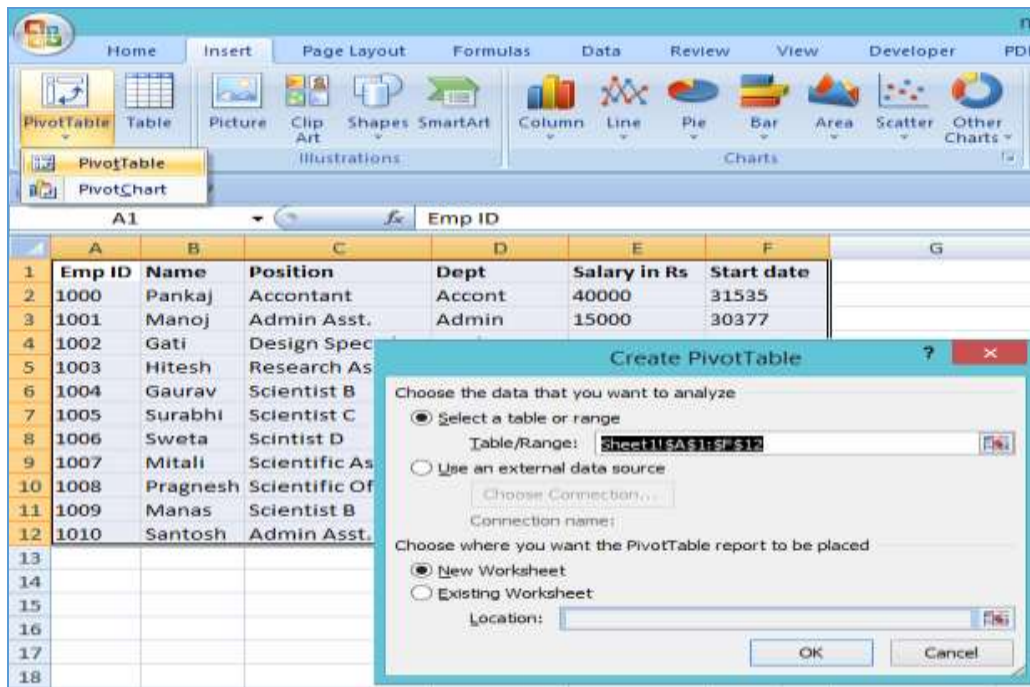 Home Insert Page Layout Formulas Data Review View Developer
PivotTable Table Picture Clip Art Shapes SmartArt Column Line Pie Bar Area Scatter Other Charts
Illustrations Charts
PivotTable
PivotChart
A1 fx Emp ID
A B C D E F G
1 Emp ID Name Position Dept Salary in Rs Start date
2 1000 Pankaj Accontant Accont 40000 31535
3 1001 Manoj Admin Asst. Admin 15000 30377
4 1002 Gati Design Spec
5 1003 Hitesh Research As
6 1004 Gaurav Scientist B
7 1005 Surabhi Scientist C
8 1006 Sweta Scintist D
9 1007 Mitali Scientific As
10 1008 Pragnesh Scientific Of
11 1009 Manas Scientist B
12 1010 Santosh Admin Asst.
13
14
15
16
17
18
Create PivotTable ?
Choose the data that you want to analyze
Select a table or range
Table/Range: Sheet1!$A$1:$F$12
Use an external data source
Choose Connection...
Connection name:
Choose where you want the PivotTable report to be placed
New Worksheet
Existing Worksheet
Location:
OK Cancel